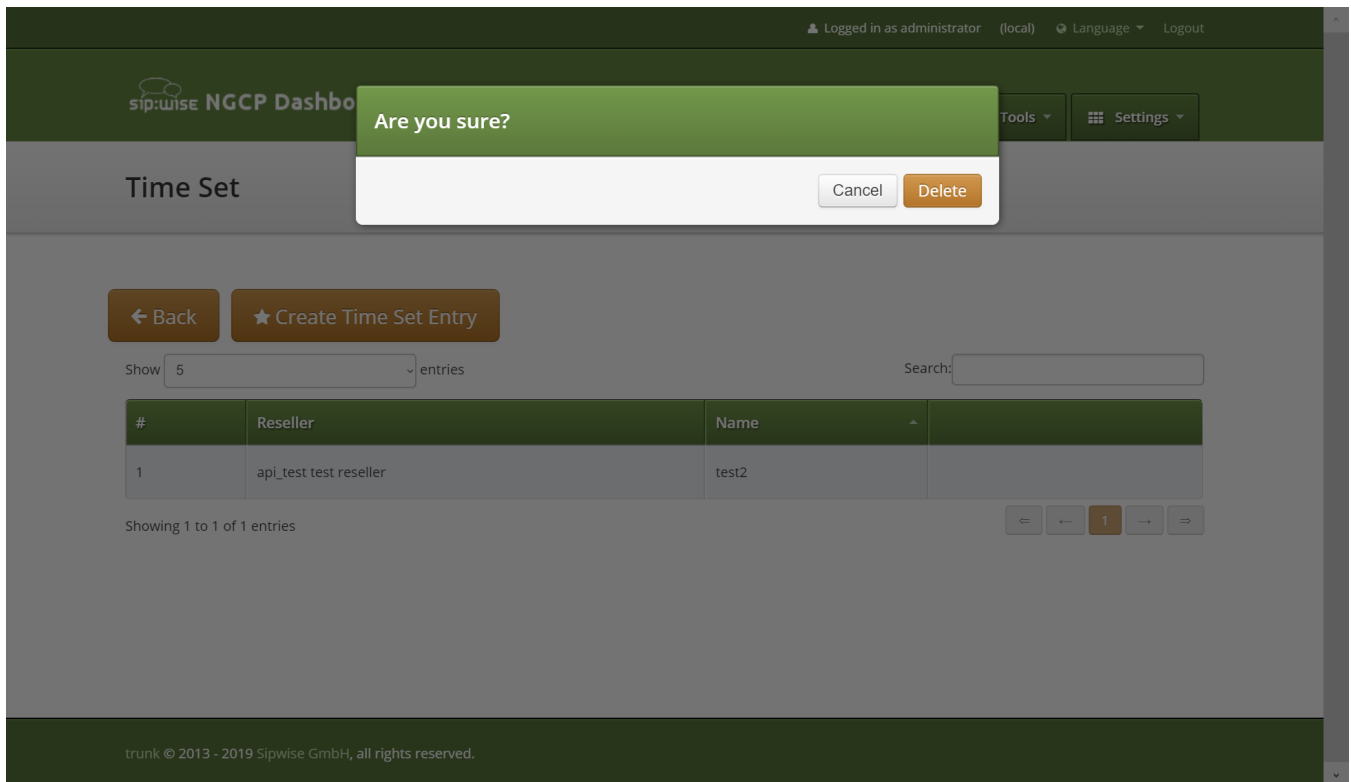 Logged in as administrator (local) Language Logout
sip:wise NGCP Dashbo
Are you sure?
Tools Settings
Time Set
Cancel Delete
Back Create Time Set Entry
Show 5 entries Search:
# Reseller Name
1 api_test test reseller test2
Showing 1 to 1 of 1 entries
⇐ ← 1 → ⇒
trunk © 2013 - 2019 Sipwise GmbH, all rights reserved.